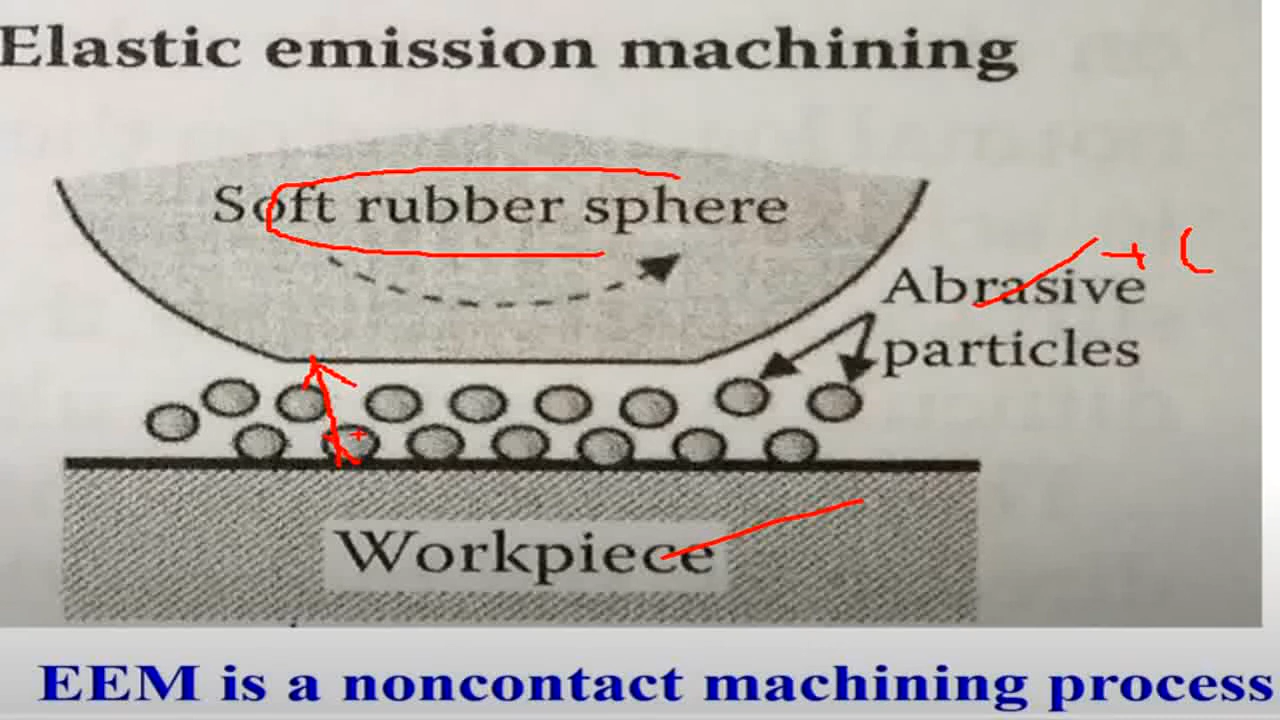 Elastic emission machining
Soft rubber sphere
Abrasive
particles
Workpiece
EEM is a noncontact machining process